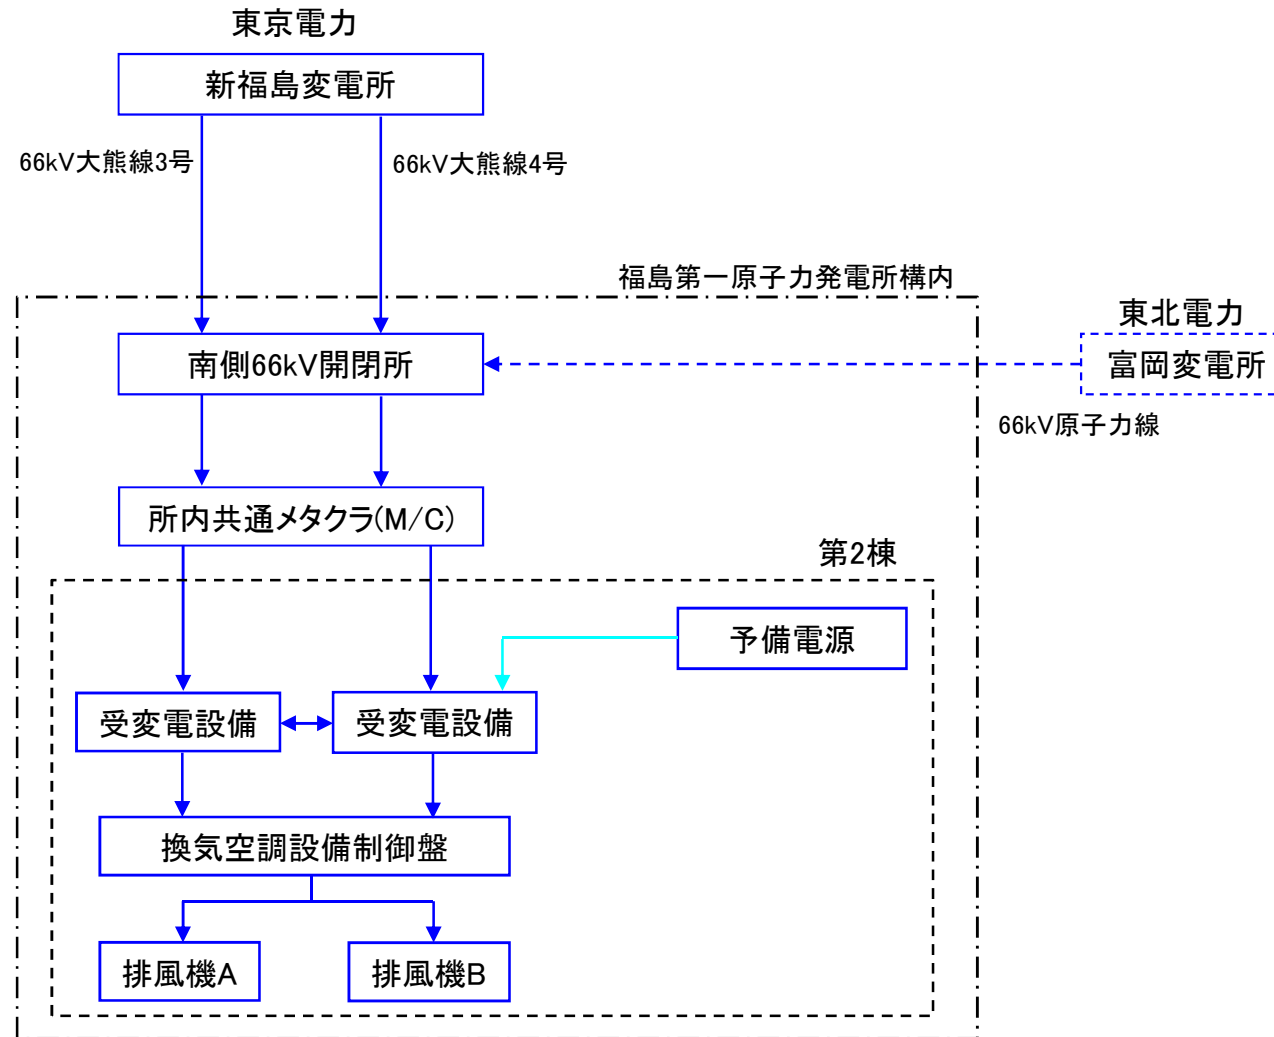 東京電力
新福島変電所
66kV大熊線3号
66kV大熊線4号
福島第一原子力発電所構内
東北電力
南側66kV開閉所
富岡変電所
66kV原子力線
所内共通メタクラ(M/C)
第2棟
予備電源
受変電設備
受変電設備
換気空調設備制御盤
排風機A
排風機B